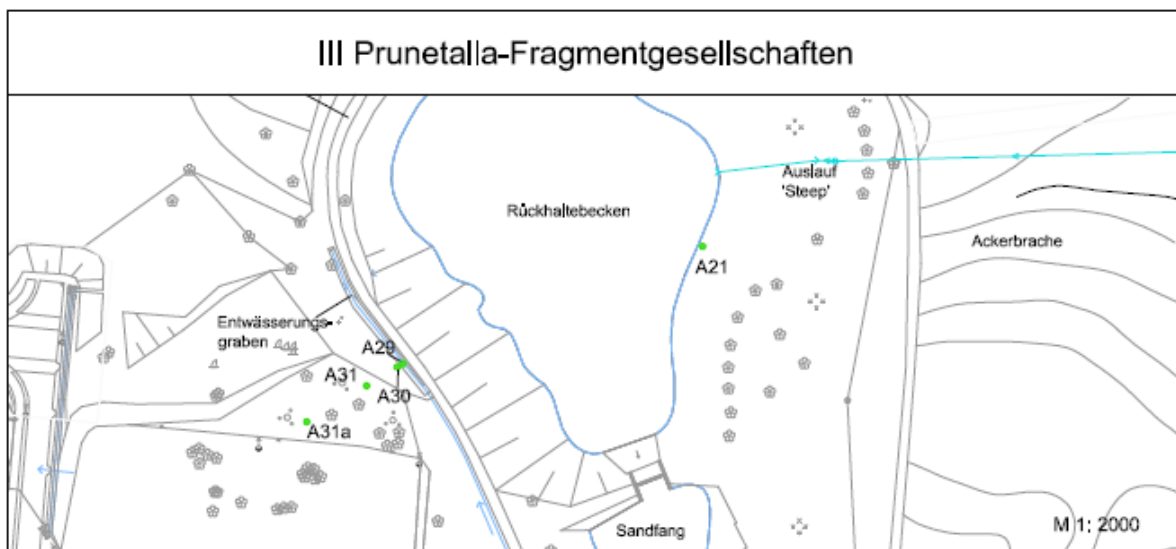 III Prunetalla-Fragmentgesellschaften
Auslauf
'Steep'
Rückhaltebecken
Ackerbrache
A21
Entwässerungs-
graben
A29
A31
A30
A31a
Sandfang
M 1: 2000